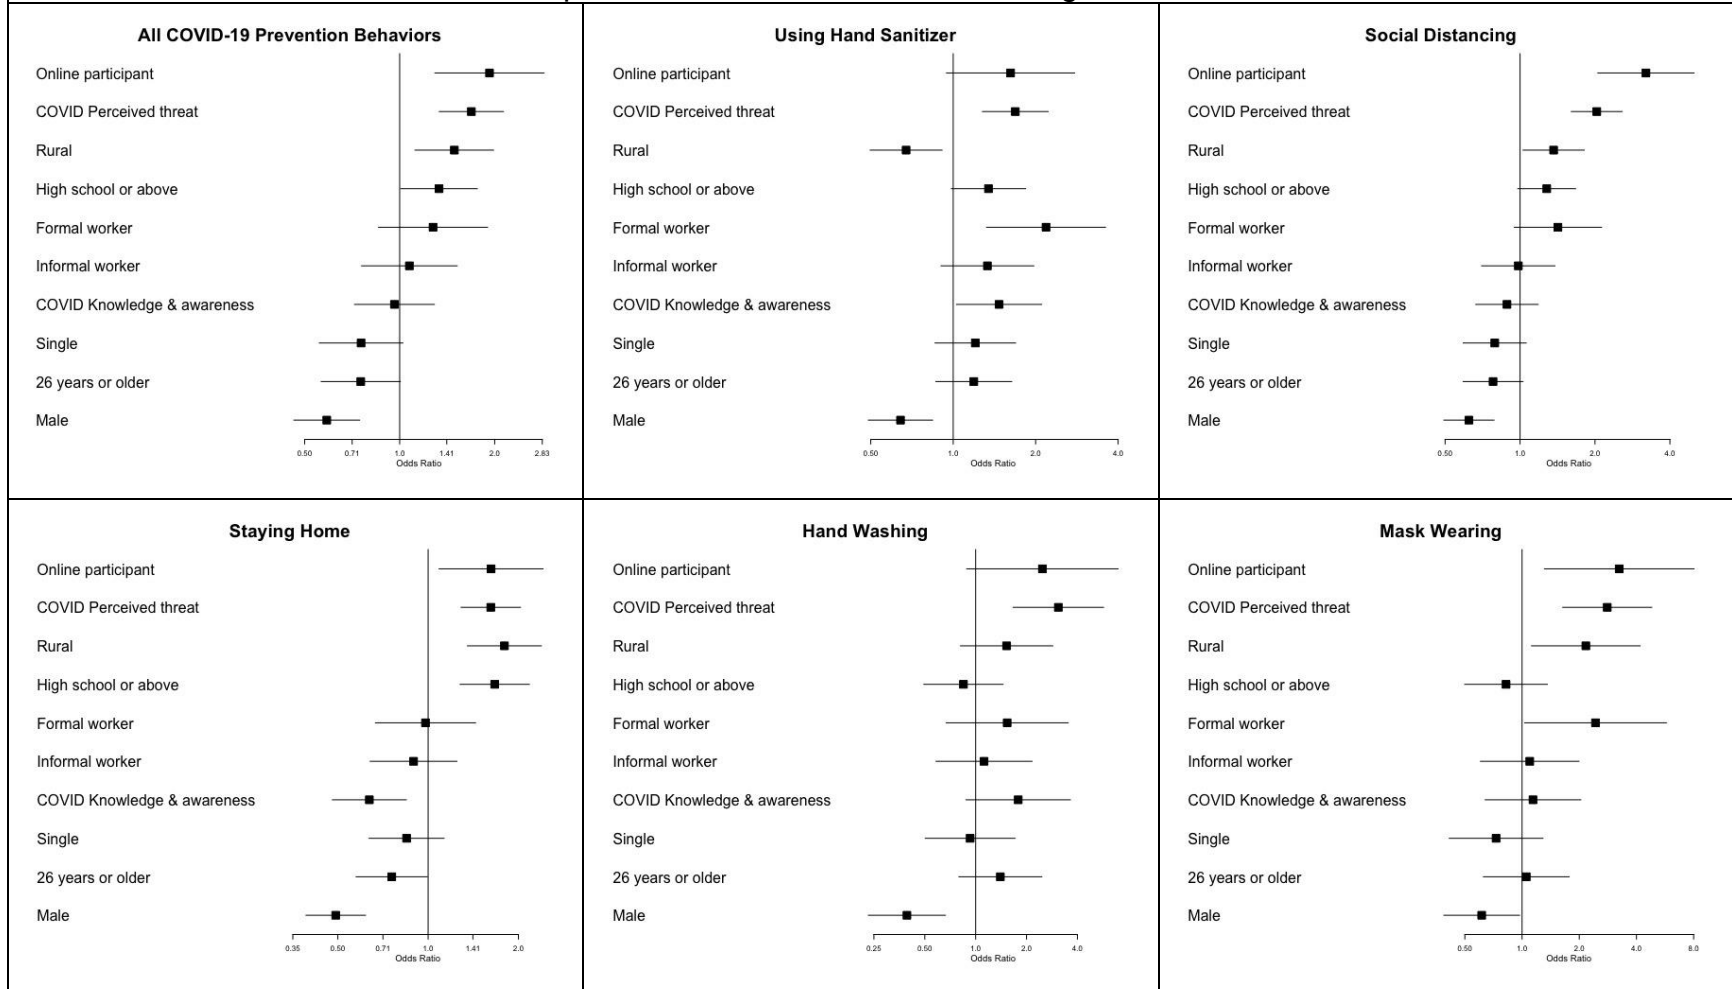 All COVID-19 Prevention Behaviors
Online participant
COVID Perceived threat
Rural
High school or above
Formal worker
Informal worker
COVID Knowledge & awareness
Single
26 years or older
Male
0.50 0.71 1.0 1.41 2.0 2.83
Odds Ratio
Using Hand Sanitizer
Online participant
COVID Perceived threat
Rural
High school or above
Formal worker
Informal worker
COVID Knowledge & awareness
Single
26 years or older
Male
0.50 1.0 2.0 4.0
Odds Ratio
Social Distancing
Online participant
COVID Perceived threat
Rural
High school or above
Formal worker
Informal worker
COVID Knowledge & awareness
Single
26 years or older
Male
0.50 1.0 2.0 4.0
Odds Ratio
Staying Home
Online participant
COVID Perceived threat
Rural
High school or above
Formal worker
Informal worker
COVID Knowledge & awareness
Single
26 years or older
Male
0.35 0.50 0.71 1.0 1.41 2.0
Odds Ratio
Hand Washing
Online participant
COVID Perceived threat
Rural
High school or above
Formal worker
Informal worker
COVID Knowledge & awareness
Single
26 years or older
Male
0.25 0.50 1.0 2.0 4.0
Odds Ratio
Mask Wearing
Online participant
COVID Perceived threat
Rural
High school or above
Formal worker
Informal worker
COVID Knowledge & awareness
Single
26 years or older
Male
0.50 1.0 2.0 4.0 8.0
Odds Ratio